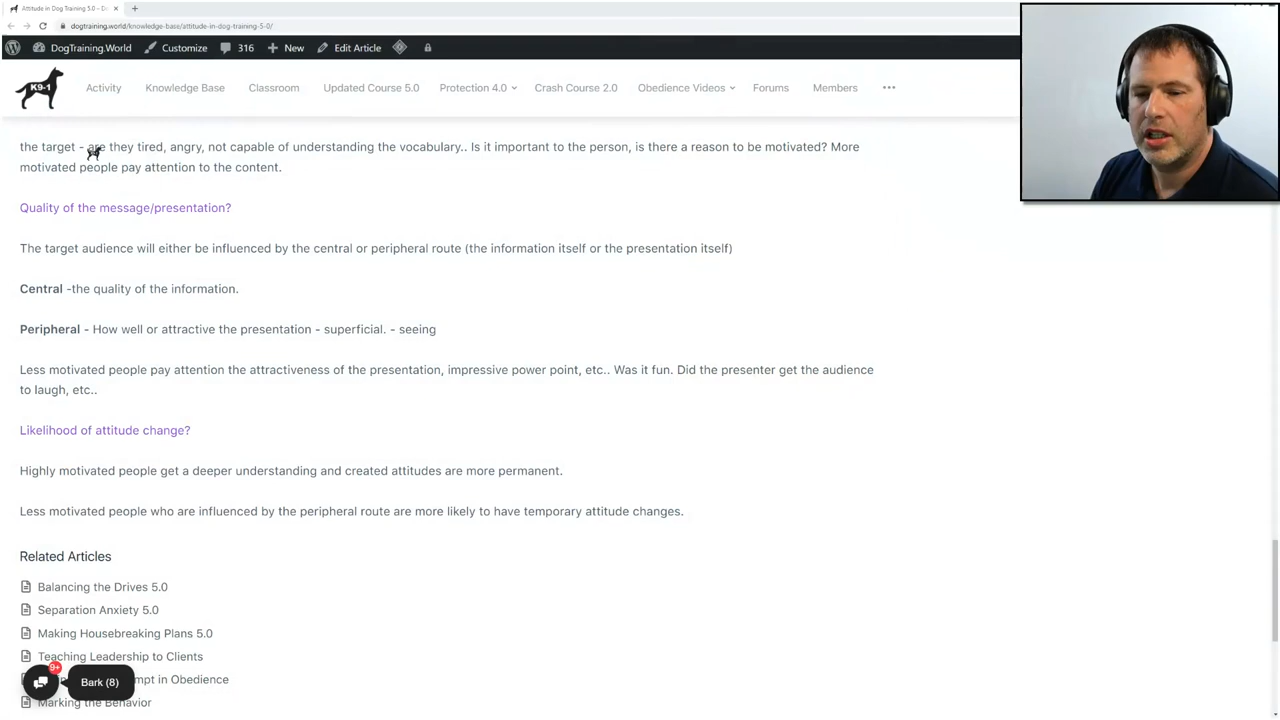 Attitude in Dog Training 5.0 – D
dogtraining.world/knowledge-base/attitude-in-dog-training-5-0/
DogTraining.World Customize 316 New Edit Article
K9-1 Activity Knowledge Base Classroom Updated Course 5.0 Protection 4.0 Crash Course 2.0 Obedience Videos Forums Members
the target - are they tired, angry, not capable of understanding the vocabulary.. Is it important to the person, is there a reason to be motivated? More
motivated people pay attention to the content.
Quality of the message/presentation?
The target audience will either be influenced by the central or peripheral route (the information itself or the presentation itself)
Central -the quality of the information.
Peripheral - How well or attractive the presentation - superficial. - seeing
Less motivated people pay attention the attractiveness of the presentation, impressive power point, etc.. Was it fun. Did the presenter get the audience
to laugh, etc..
Likelihood of attitude change?
Highly motivated people get a deeper understanding and created attitudes are more permanent.
Less motivated people who are influenced by the peripheral route are more likely to have temporary attitude changes.
Related Articles
Balancing the Drives 5.0
Separation Anxiety 5.0
Making Housebreaking Plans 5.0
Teaching Leadership to Clients
9+
Bark (8)
mpt in Obedience
Marking the Behavior